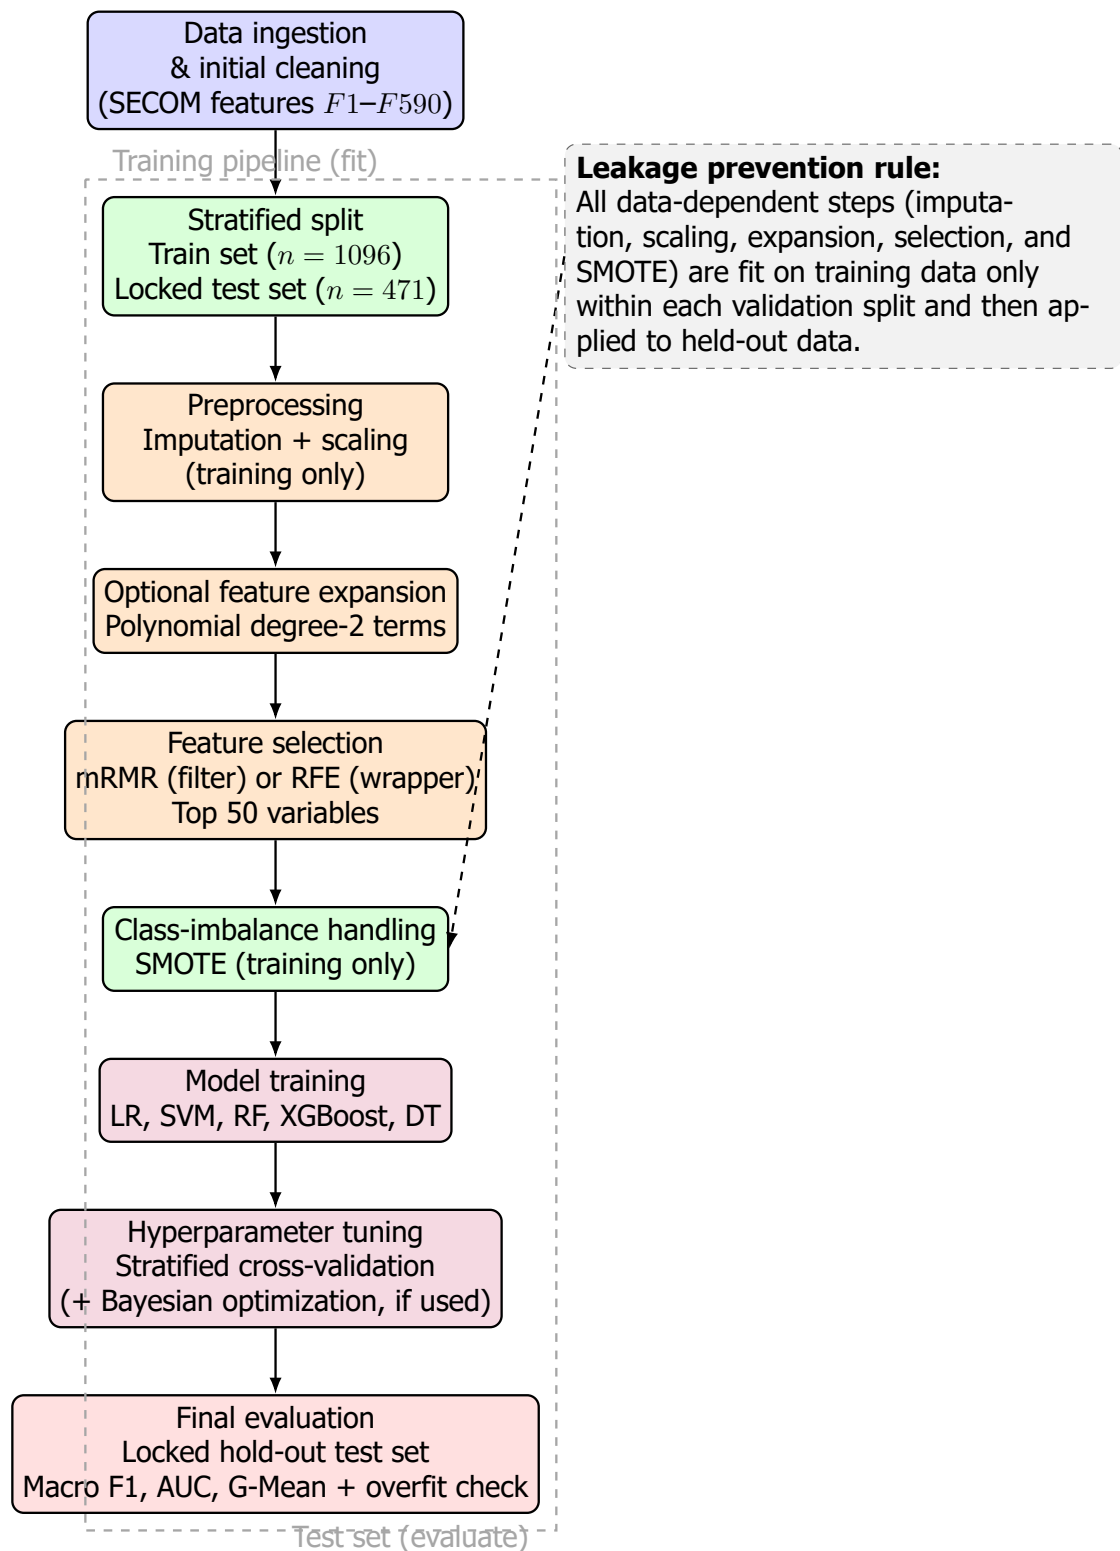 Data ingestion
& initial cleaning
(SECOM features F1–F590)
Training pipeline (fit)
Leakage prevention rule:
All data-dependent steps (imputa-
tion, scaling, expansion, selection, and
SMOTE) are fit on training data only
within each validation split and then ap-
plied to held-out data.
Stratified split
Train set (n = 1096)
Locked test set (n = 471)
Preprocessing
Imputation + scaling
(training only)
Optional feature expansion
Polynomial degree-2 terms
Feature selection
mRMR (filter) or RFE (wrapper)
Top 50 variables
Class-imbalance handling
SMOTE (training only)
Model training
LR, SVM, RF, XGBoost, DT
Hyperparameter tuning
Stratified cross-validation
(+ Bayesian optimization, if used)
Final evaluation
Locked hold-out test set
Macro F1, AUC, G-Mean + overfit check
Test set (evaluate)